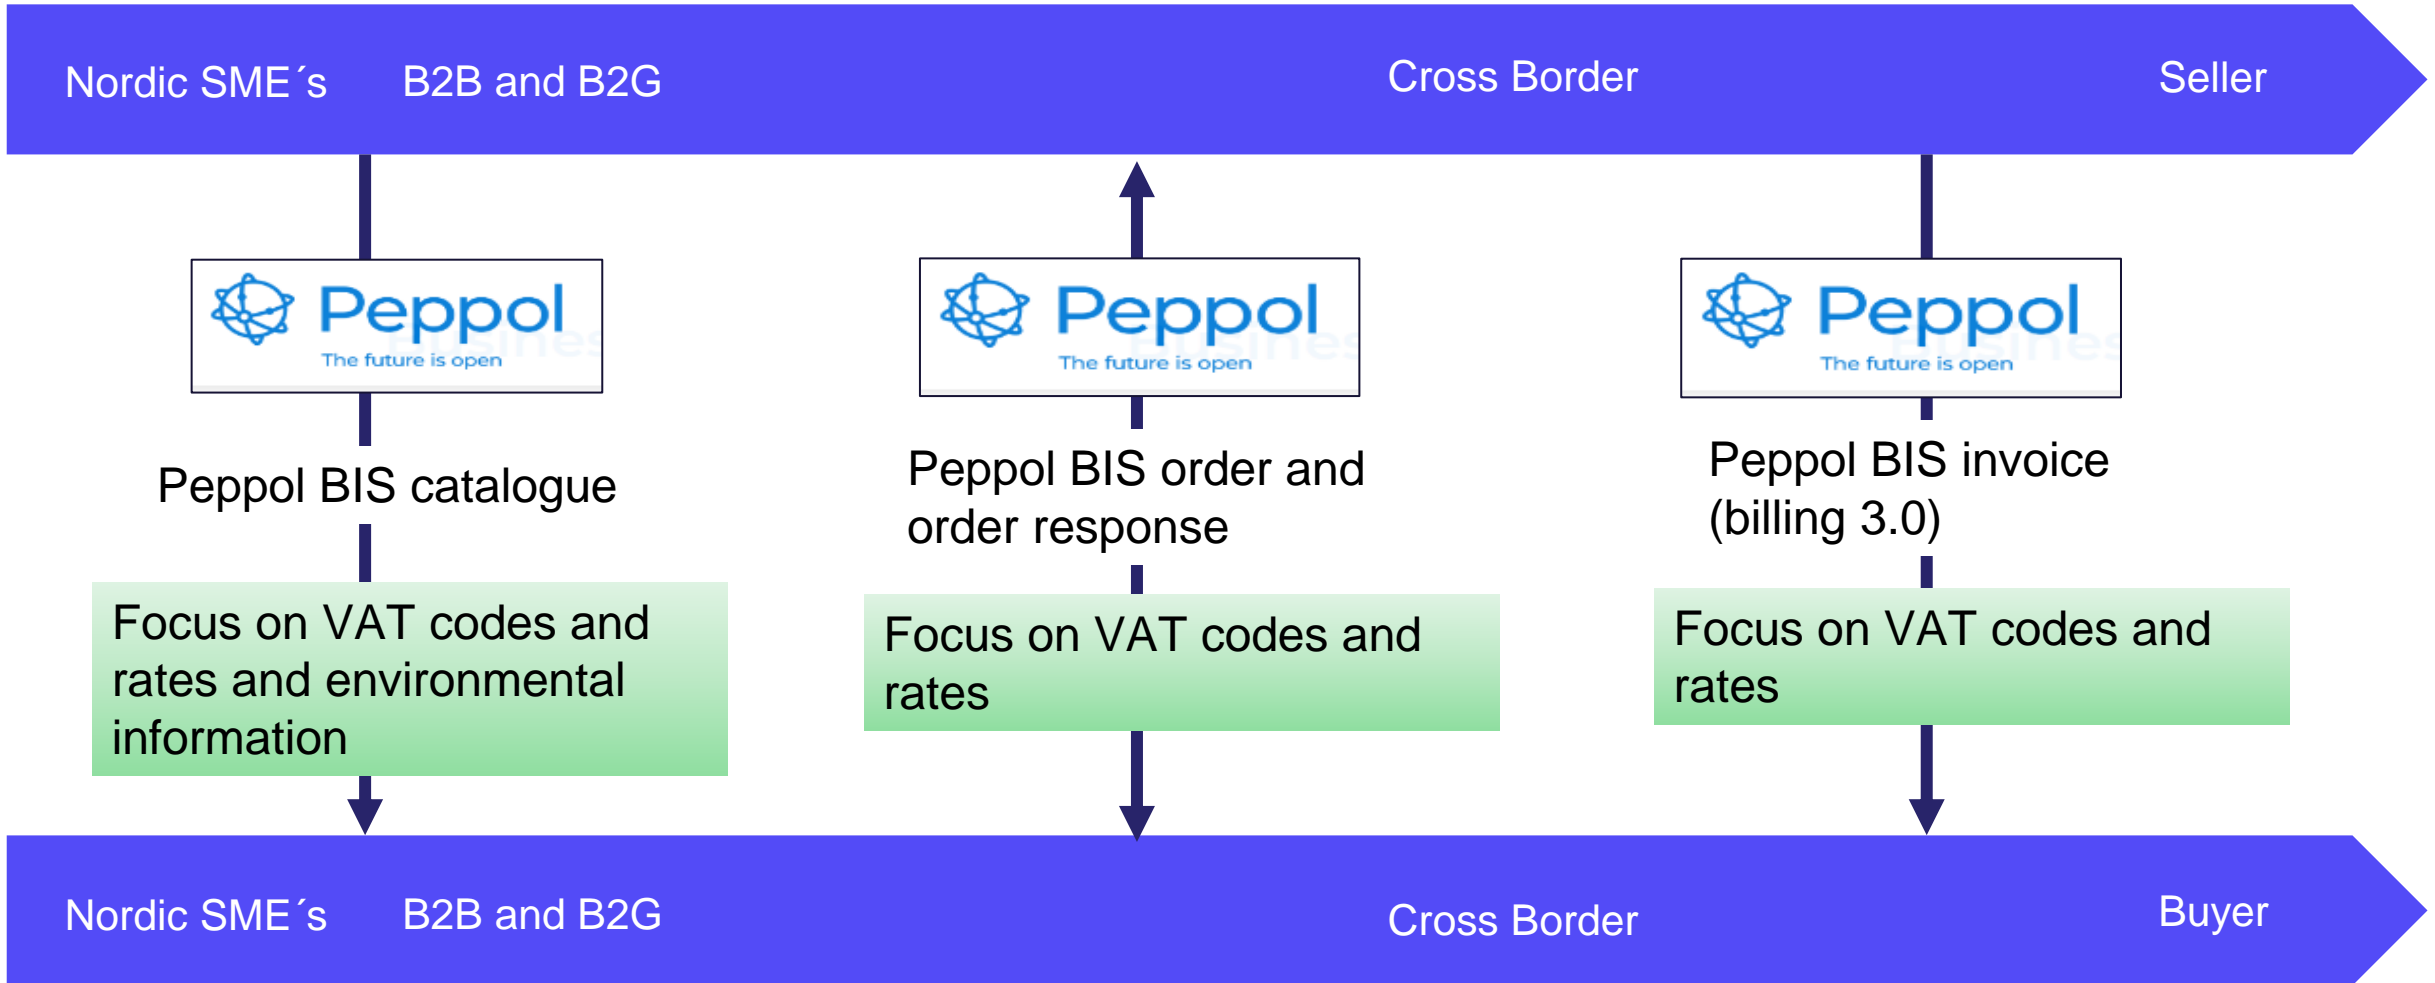 Nordic SME´s B2B and B2G Cross Border Seller
Peppol
The future is open
Peppol BIS catalogue
Focus on VAT codes and
rates and environmental
information
Peppol
The future is open
Peppol BIS order and
order response
Focus on VAT codes and
rates
Peppol
The future is open
Peppol BIS invoice
(billing 3.0)
Focus on VAT codes and
rates
Nordic SME´s B2B and B2G Cross Border Buyer